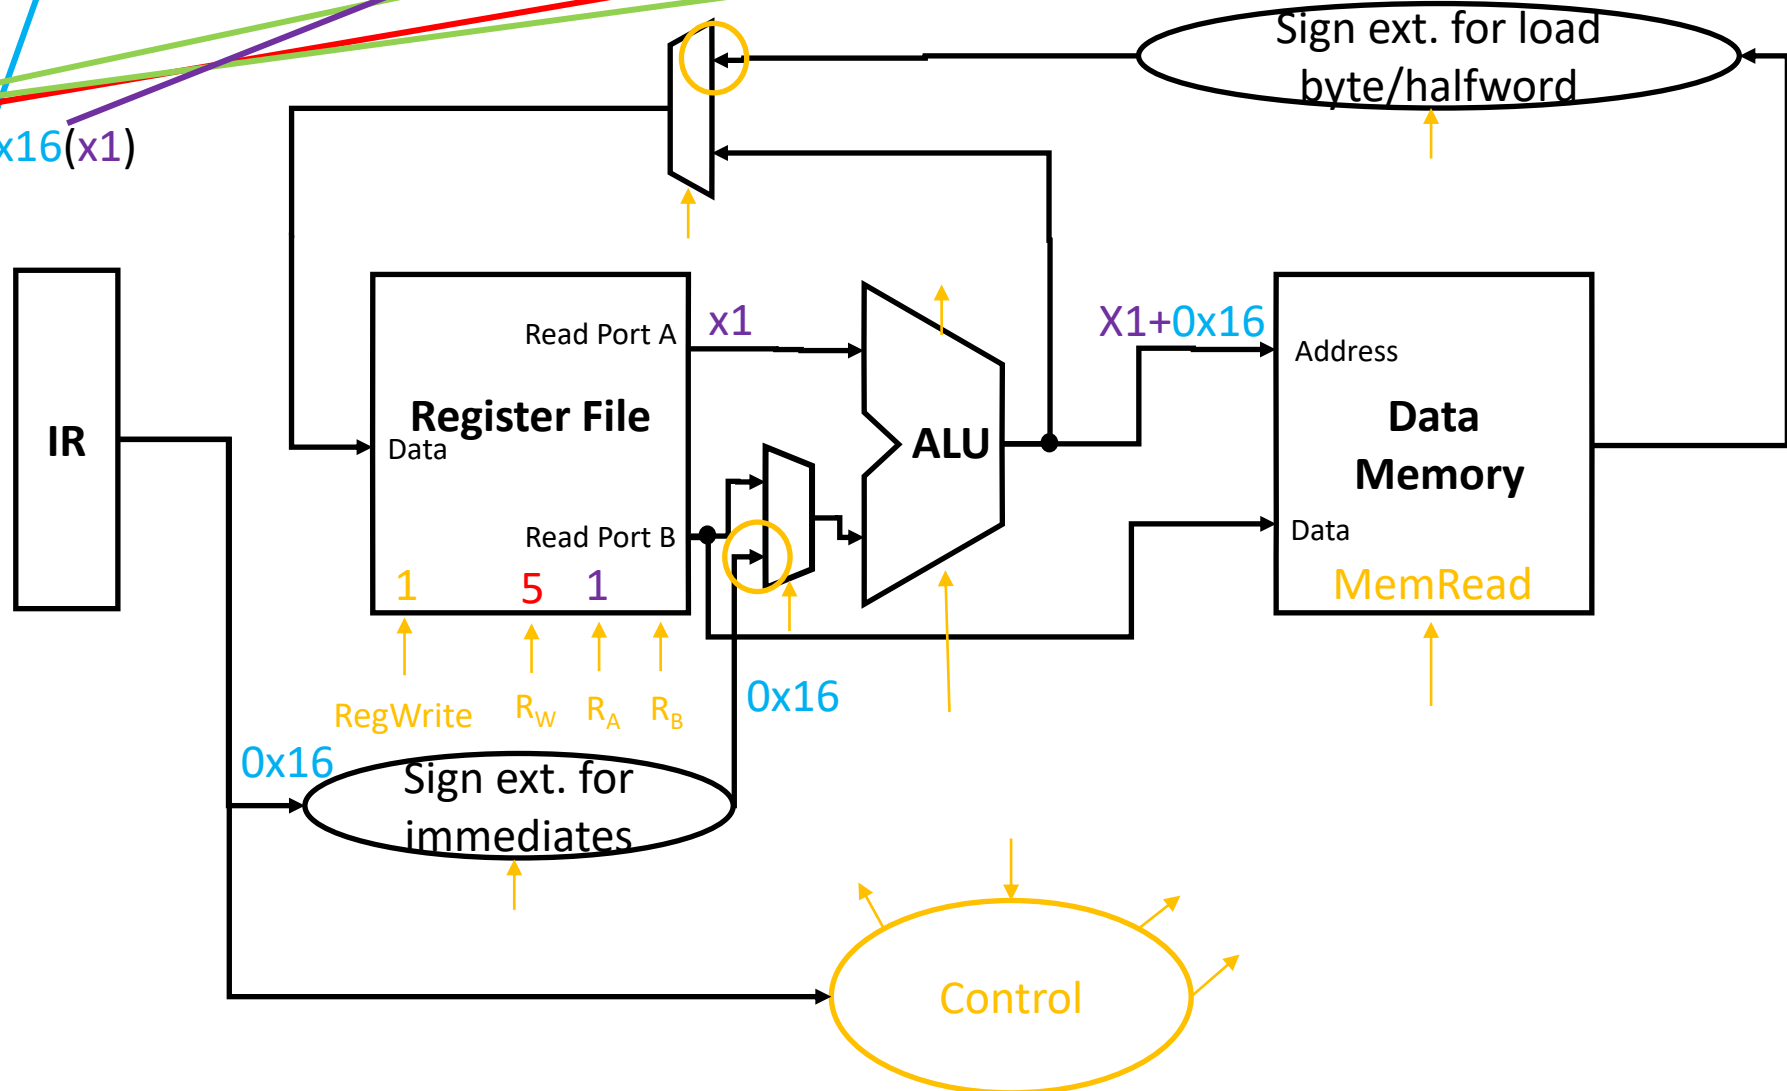 Sign ext. for load
byte/halfword
x16(x1)
Read Port A
x1
X1+0x16
Address
IR
Register File
Data
ALU
Data
Memory
Read Port B
Data
1
5
1
MemRead
RegWrite
RW
RA
RB
0x16
0x16
Sign ext. for
immediates
Control